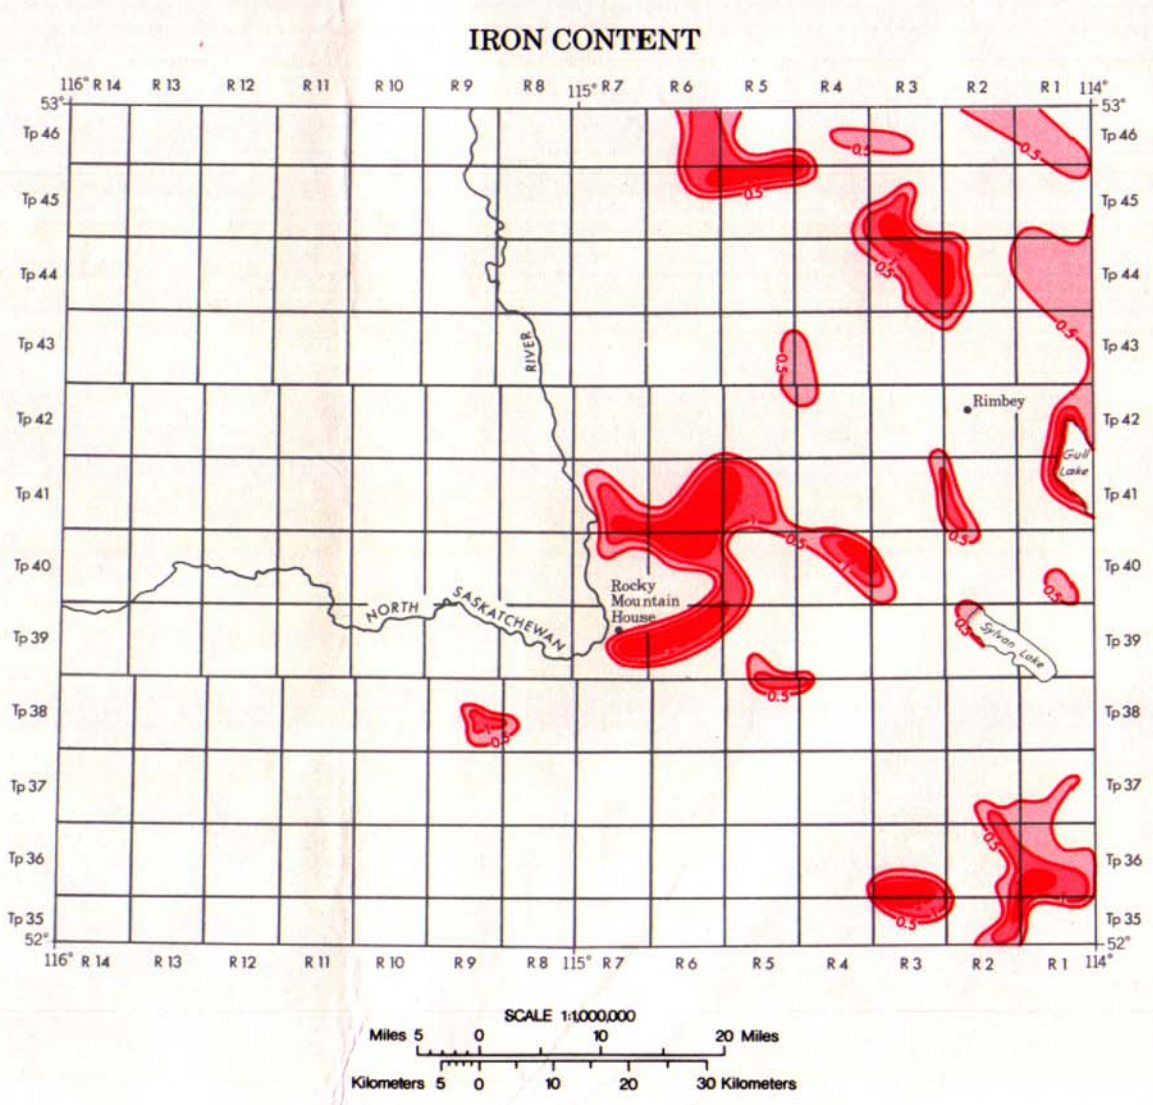 IRON CONTENT
116° R 14 R 13 R 12 R 11 R 10 R 9 R 8 115° R 7 R 6 R 5 R 4 R 3 R 2 R 1 114°
53° 53°
Tp 46 Tp 46
0.5 0.5
Tp 45 0.5 Tp 45
Tp 44 1 0.5 Tp 44
0.5
Tp 43 RIVER 0.5 Tp 43
Tp 42 Rimbey Tp 42
Gull
Lake
Tp 41 Tp 41
1 0.5 0.5
Tp 40 1 Tp 40
Rocky
Mountain
House
0.5
NORTH SASKATCHEWAN
Tp 39 0.5 Sylvan Lake Tp 39
1
0.5
Tp 38 1 0.5 Tp 38
Tp 37 Tp 37
0.5
Tp 36 Tp 36
1
Tp 35 0.5 1 Tp 35
52° 52°
116° R 14 R 13 R 12 R 11 R 10 R 9 R 8 115° R 7 R 6 R 5 R 4 R 3 R 2 R 1 114°
SCALE 1:1,000,000
Miles 5 0 10 20 Miles
Kilometers 5 0 10 20 30 Kilometers